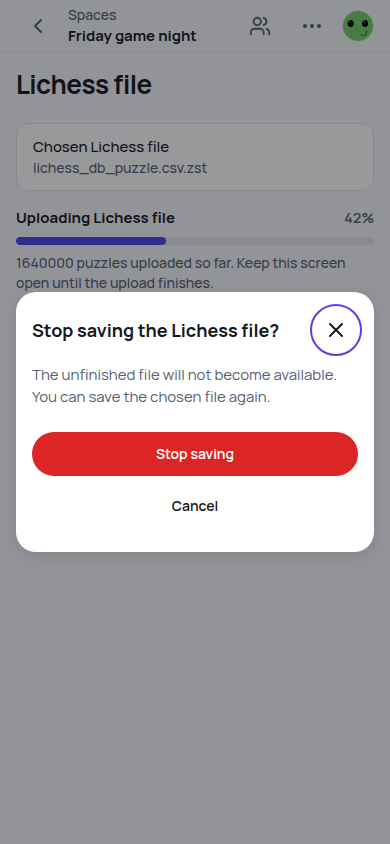 Spaces
Friday game night
Lichess file
Chosen Lichess file
lichess_db_puzzle.csv.zst
Uploading Lichess file 42%
1640000 puzzles uploaded so far. Keep this screen
open until the upload finishes.
Stop saving the Lichess file?
The unfinished file will not become available.
You can save the chosen file again.
Stop saving
Cancel